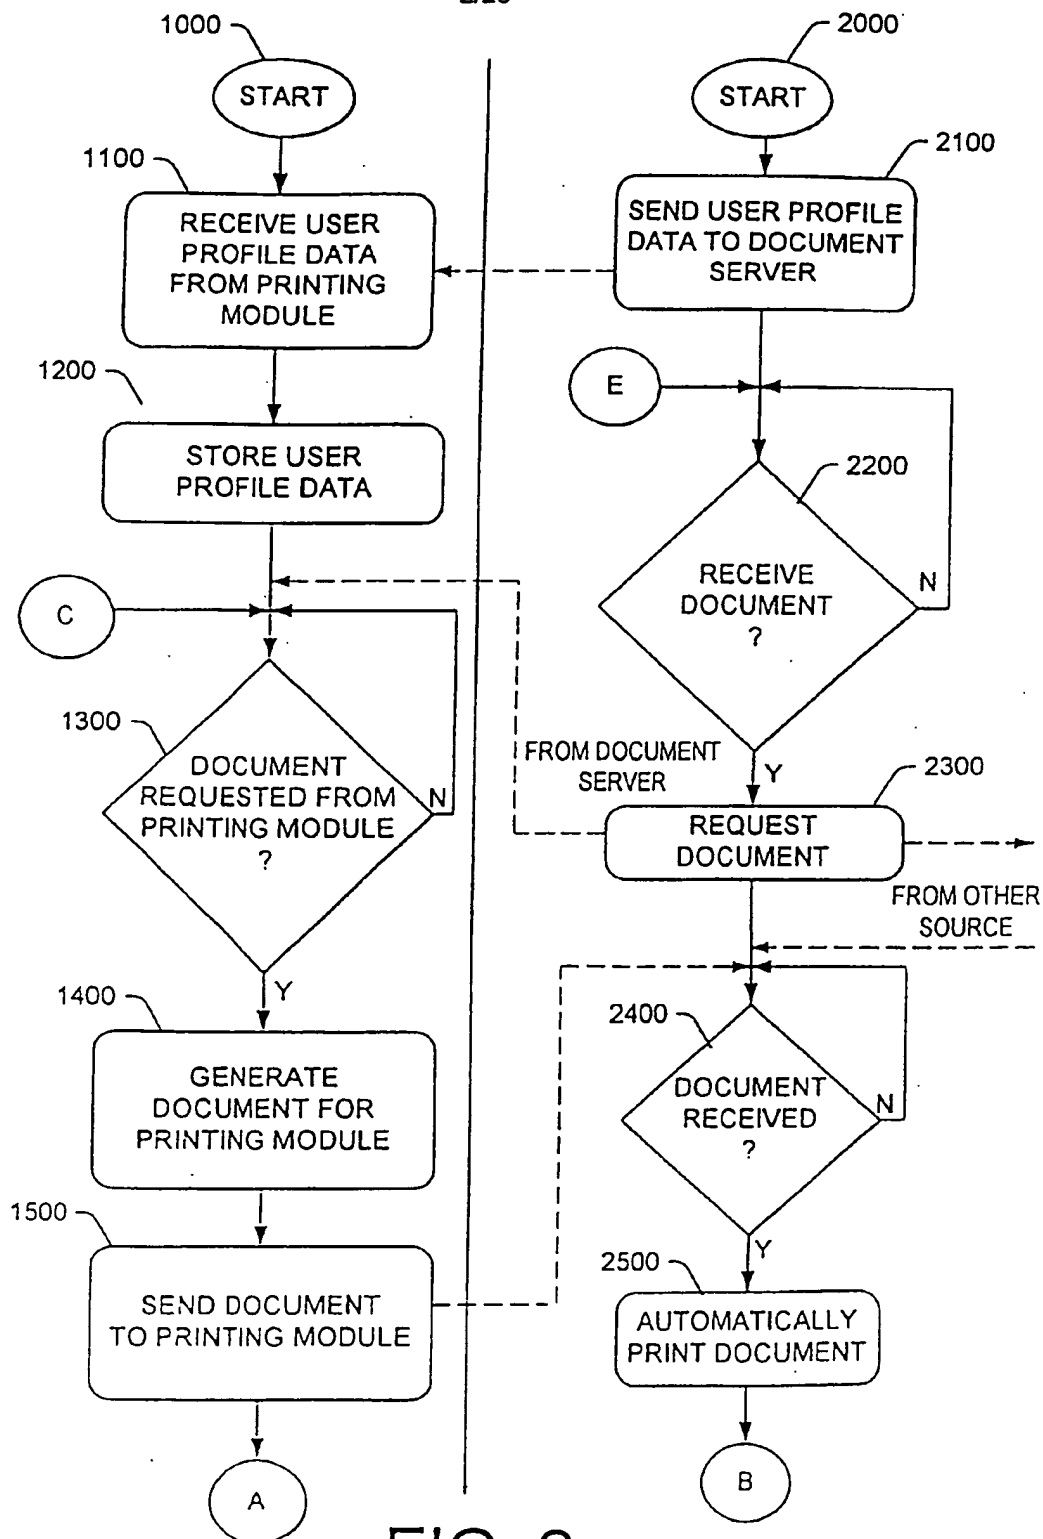 1000
START
1100
RECEIVE USER
PROFILE DATA
FROM PRINTING
MODULE
1200
STORE USER
PROFILE DATA
C
1300
DOCUMENT
REQUESTED FROM
PRINTING MODULE
?
N
Y
1400
GENERATE
DOCUMENT FOR
PRINTING MODULE
1500
SEND DOCUMENT
TO PRINTING MODULE
A
2000
START
2100
SEND USER PROFILE
DATA TO DOCUMENT
SERVER
E
2200
RECEIVE
DOCUMENT
?
N
Y
FROM DOCUMENT
SERVER
2300
REQUEST
DOCUMENT
FROM OTHER
SOURCE
2400
DOCUMENT
RECEIVED
?
N
Y
2500
AUTOMATICALLY
PRINT DOCUMENT
B